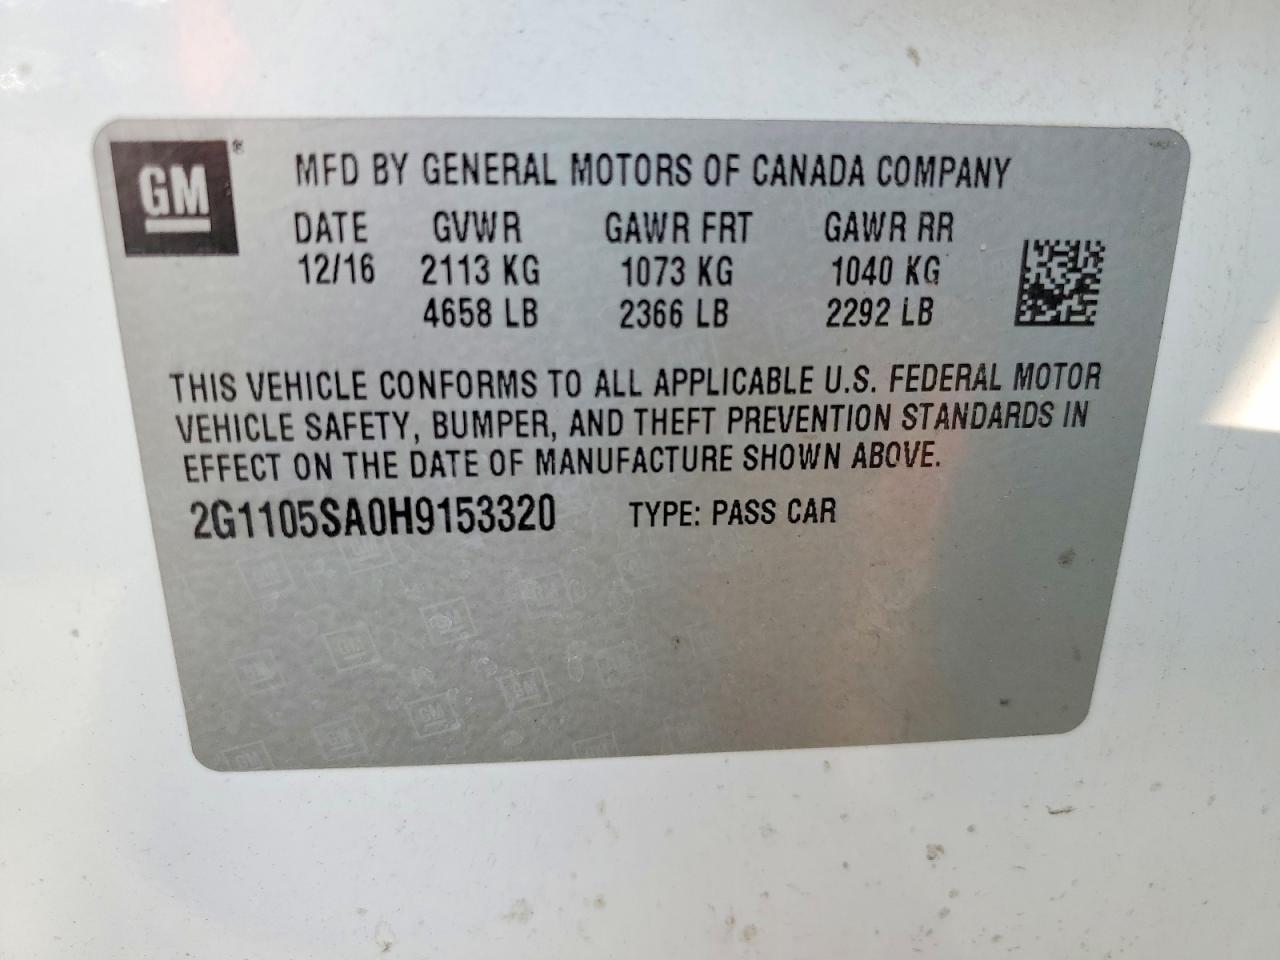 GM®
MFD BY GENERAL MOTORS OF CANADA COMPANY
DATE GVWR GAWR FRT GAWR RR
12/16 2113 KG 1073 KG 1040 KG
4658 LB 2366 LB 2292 LB
THIS VEHICLE CONFORMS TO ALL APPLICABLE U.S. FEDERAL MOTOR
VEHICLE SAFETY, BUMPER, AND THEFT PREVENTION STANDARDS IN
EFFECT ON THE DATE OF MANUFACTURE SHOWN ABOVE.
2G1105SA0H9153320 TYPE: PASS CAR